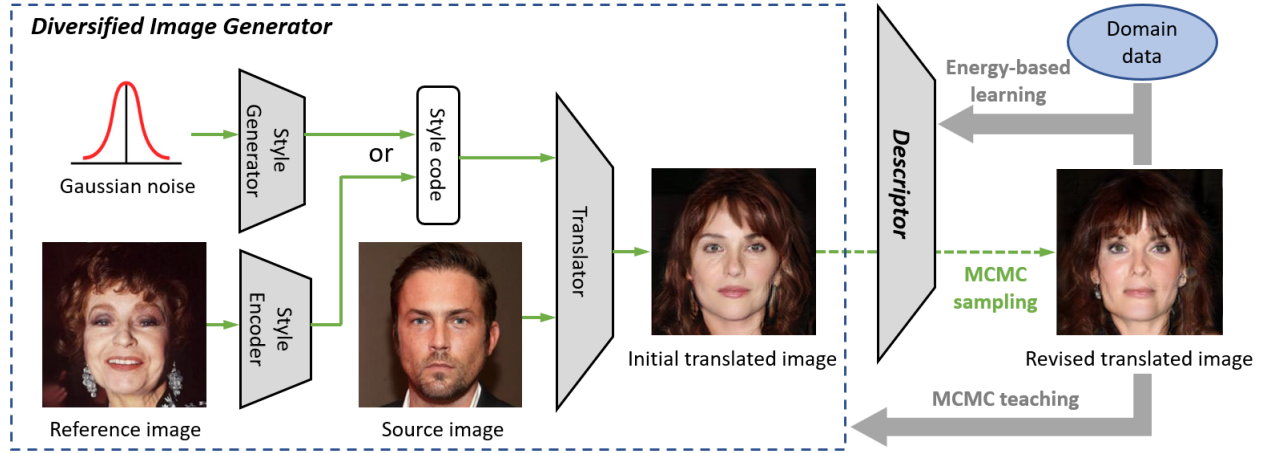 Diversified Image Generator
Gaussian noise
Style
Generator
or
Style code
Reference image
Style
Encoder
Source image
Translator
Initial translated image
Descriptor
Energy-based
learning
Domain
data
MCMC
sampling
Revised translated image
MCMC teaching